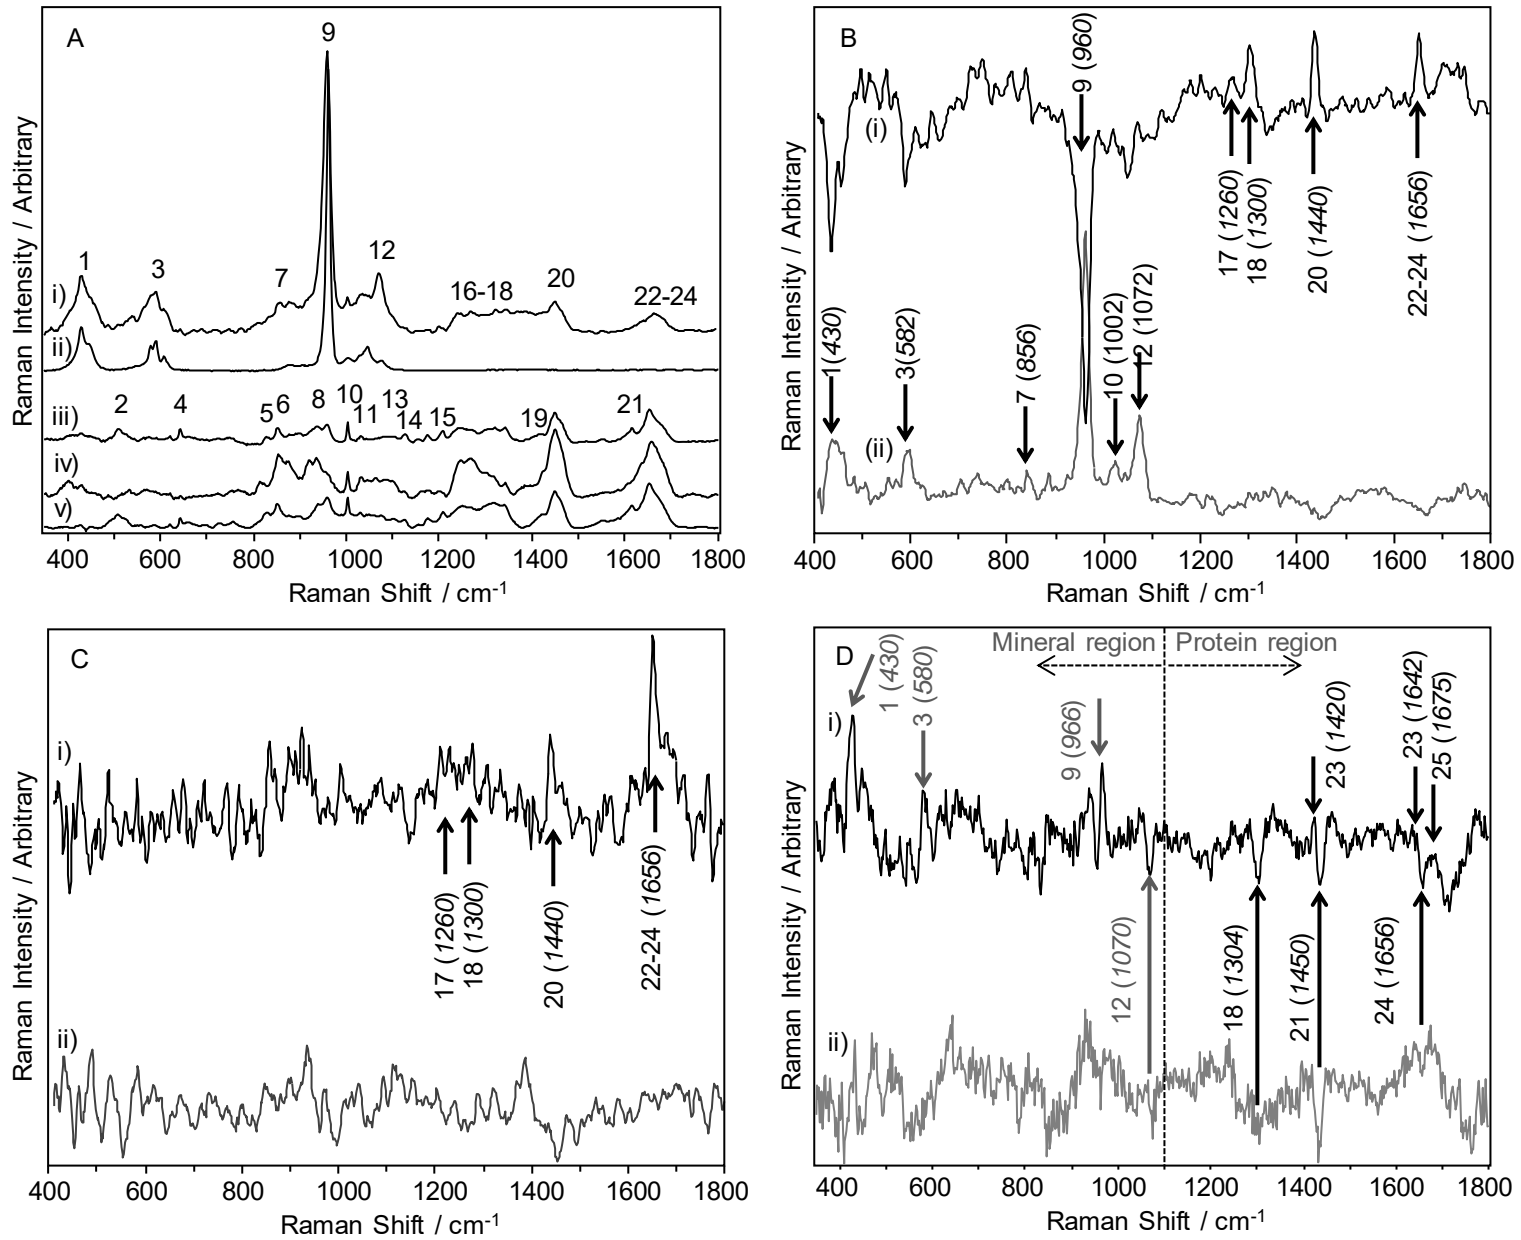 A
9
1
3
7
12
16-18
20
22-24
i)
ii)
2
4
5
6
8
10
11
13
14
15
19
21
iii)
iv)
v)
400 600 800 1000 1200 1400 1600 1800
Raman Shift / cm-1
Raman Intensity / Arbitrary
B
9 (960)
(i)
17 (1260)
18 (1300)
20 (1440)
22-24 (1656)
1(430)
3(582)
7 (856)
10 (1002)
12 (1072)
(ii)
400 600 800 1000 1200 1400 1600 1800
Raman Shift / cm-1
Raman Intensity / Arbitrary
C
i)
17 (1260)
18 (1300)
20 (1440)
22-24 (1656)
ii)
400 600 800 1000 1200 1400 1600 1800
Raman Shift / cm-1
Raman Intensity / Arbitrary
D
Mineral region
Protein region
i)
1 (430)
3 (580)
9 (966)
23 (1420)
23 (1642)
25 (1675)
12 (1070)
18 (1304)
21 (1450)
24 (1656)
ii)
400 600 800 1000 1200 1400 1600 1800
Raman Shift / cm-1
Raman Intensity / Arbitrary